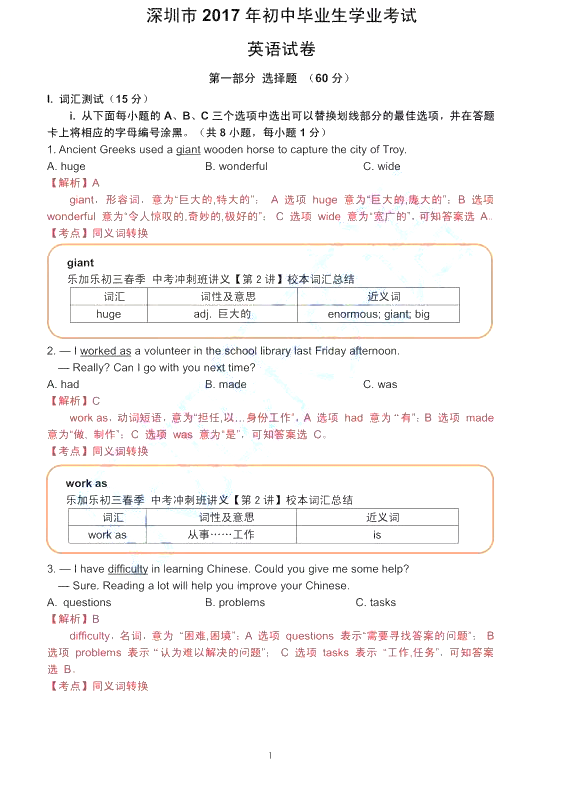 深圳市 2017 年初中毕业生学业考试
英语试卷
第一部分 选择题 （60 分）
I. 词汇测试（15 分）
i. 从下面每小题的 A、B、C 三个选项中选出可以替换划线部分的最佳选项，并在答题
卡上将相应的字母编号涂黑。（共 8 小题，每小题 1 分）
1. Ancient Greeks used a giant wooden horse to capture the city of Troy.
A. huge B. wonderful C. wide
【解析】A
giant，形容词，意为“巨大的,特大的”； A 选项 huge 意为“巨大的,庞大的”；B 选项
wonderful 意为“令人惊叹的,奇妙的,极好的”； C 选项 wide 意为“宽广的”，可知答案选 A。
【考点】同义词转换
giant
乐加乐初三春季 中考冲刺班讲义【第 2 讲】校本词汇总结
词汇 词性及意思 近义词
huge adj. 巨大的 enormous; giant; big
2. — I worked as a volunteer in the school library last Friday afternoon.
— Really? Can I go with you next time?
A. had B. made C. was
【解析】C
work as，动词短语，意为“担任,以…身份工作”，A 选项 had 意为“有”；B 选项 made
意为“做、制作”；C 选项 was 意为“是”，可知答案选 C。
【考点】同义词转换
work as
乐加乐初三春季 中考冲刺班讲义【第 2 讲】校本词汇总结
词汇 词性及意思 近义词
work as 从事……工作 is
3. — I have difficulty in learning Chinese. Could you give me some help?
— Sure. Reading a lot will help you improve your Chinese.
A. questions B. problems C. tasks
【解析】B
difficulty，名词，意为 “困难,困境”；A 选项 questions 表示“需要寻找答案的问题”； B
选项 problems 表示 “认为难以解决的问题”； C 选项 tasks 表示 “工作,任务”，可知答案
选 B。
【考点】同义词转换
1